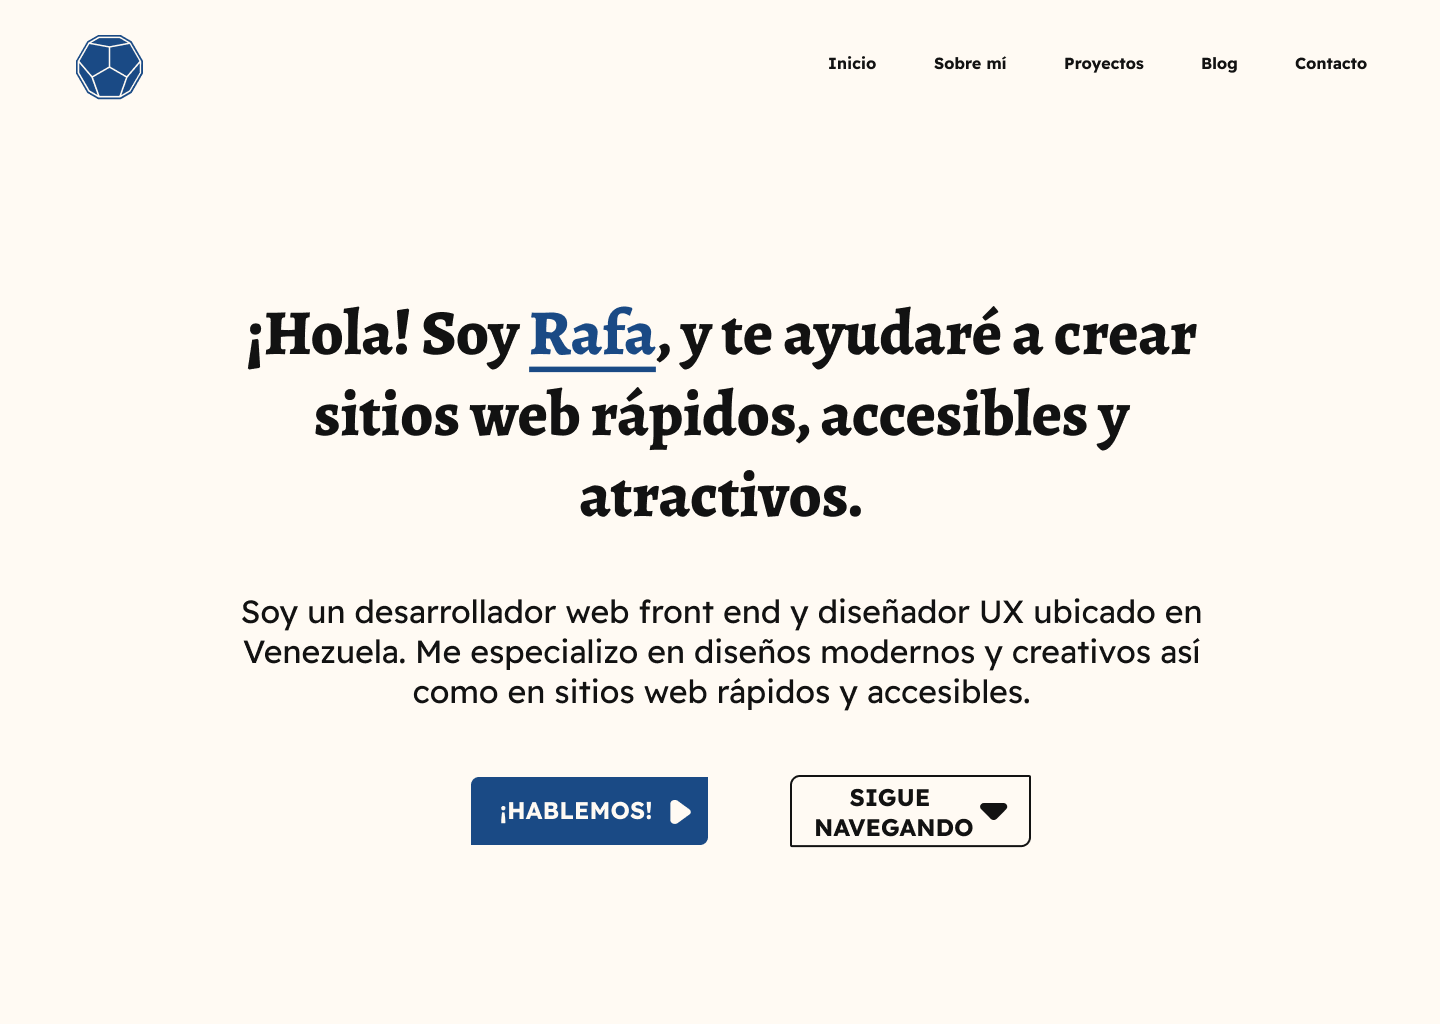 Inicio Sobre mí Proyectos Blog Contacto
¡Hola! Soy Rafa, y te ayudaré a crear
sitios web rápidos, accesibles y
atractivos.
Soy un desarrollador web front end y diseñador UX ubicado en
Venezuela. Me especializo en diseños modernos y creativos así
como en sitios web rápidos y accesibles.
¡HABLEMOS!
SIGUE
NAVEGANDO